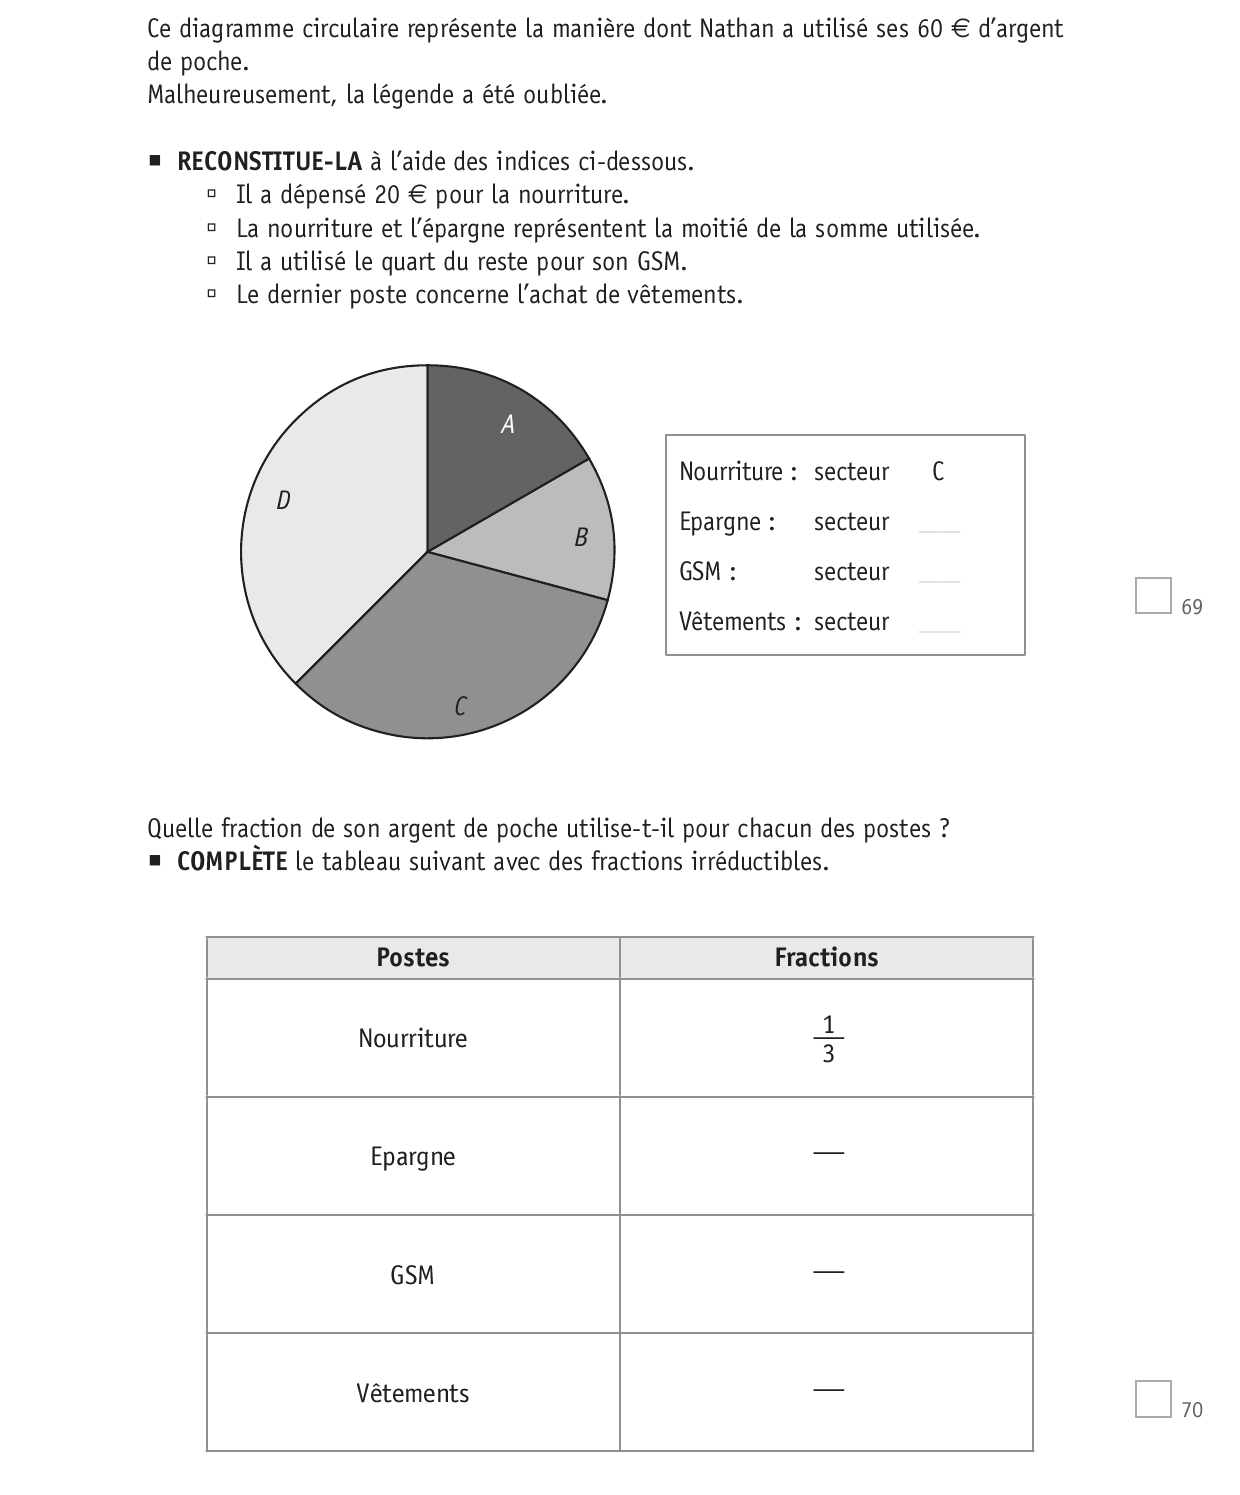 Ce diagramme circulaire représente la manière dont Nathan a utilisé ses 60 € d’argent
de poche.
Malheureusement, la légende a été oubliée.
■ RECONSTITUE-LA à l’aide des indices ci-dessous.
▫ Il a dépensé 20 € pour la nourriture.
▫ La nourriture et l’épargne représentent la moitié de la somme utilisée.
▫ Il a utilisé le quart du reste pour son GSM.
▫ Le dernier poste concerne l’achat de vêtements.
A
D
B
C
Nourriture : secteur C
Epargne : secteur ___
GSM : secteur ___
Vêtements : secteur ___
69
Quelle fraction de son argent de poche utilise-t-il pour chacun des postes ?
■ COMPLÈTE le tableau suivant avec des fractions irréductibles.
Postes Fractions
Nourriture 1/3
Epargne —
GSM —
Vêtements —
70